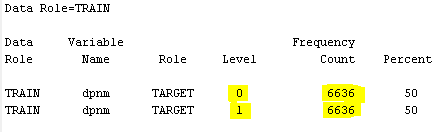 Data Role=TRAIN
Data Variable Frequency
Role Name Role Level Count Percent
TRAIN dpnm TARGET 0 6636 50
TRAIN dpnm TARGET 1 6636 50